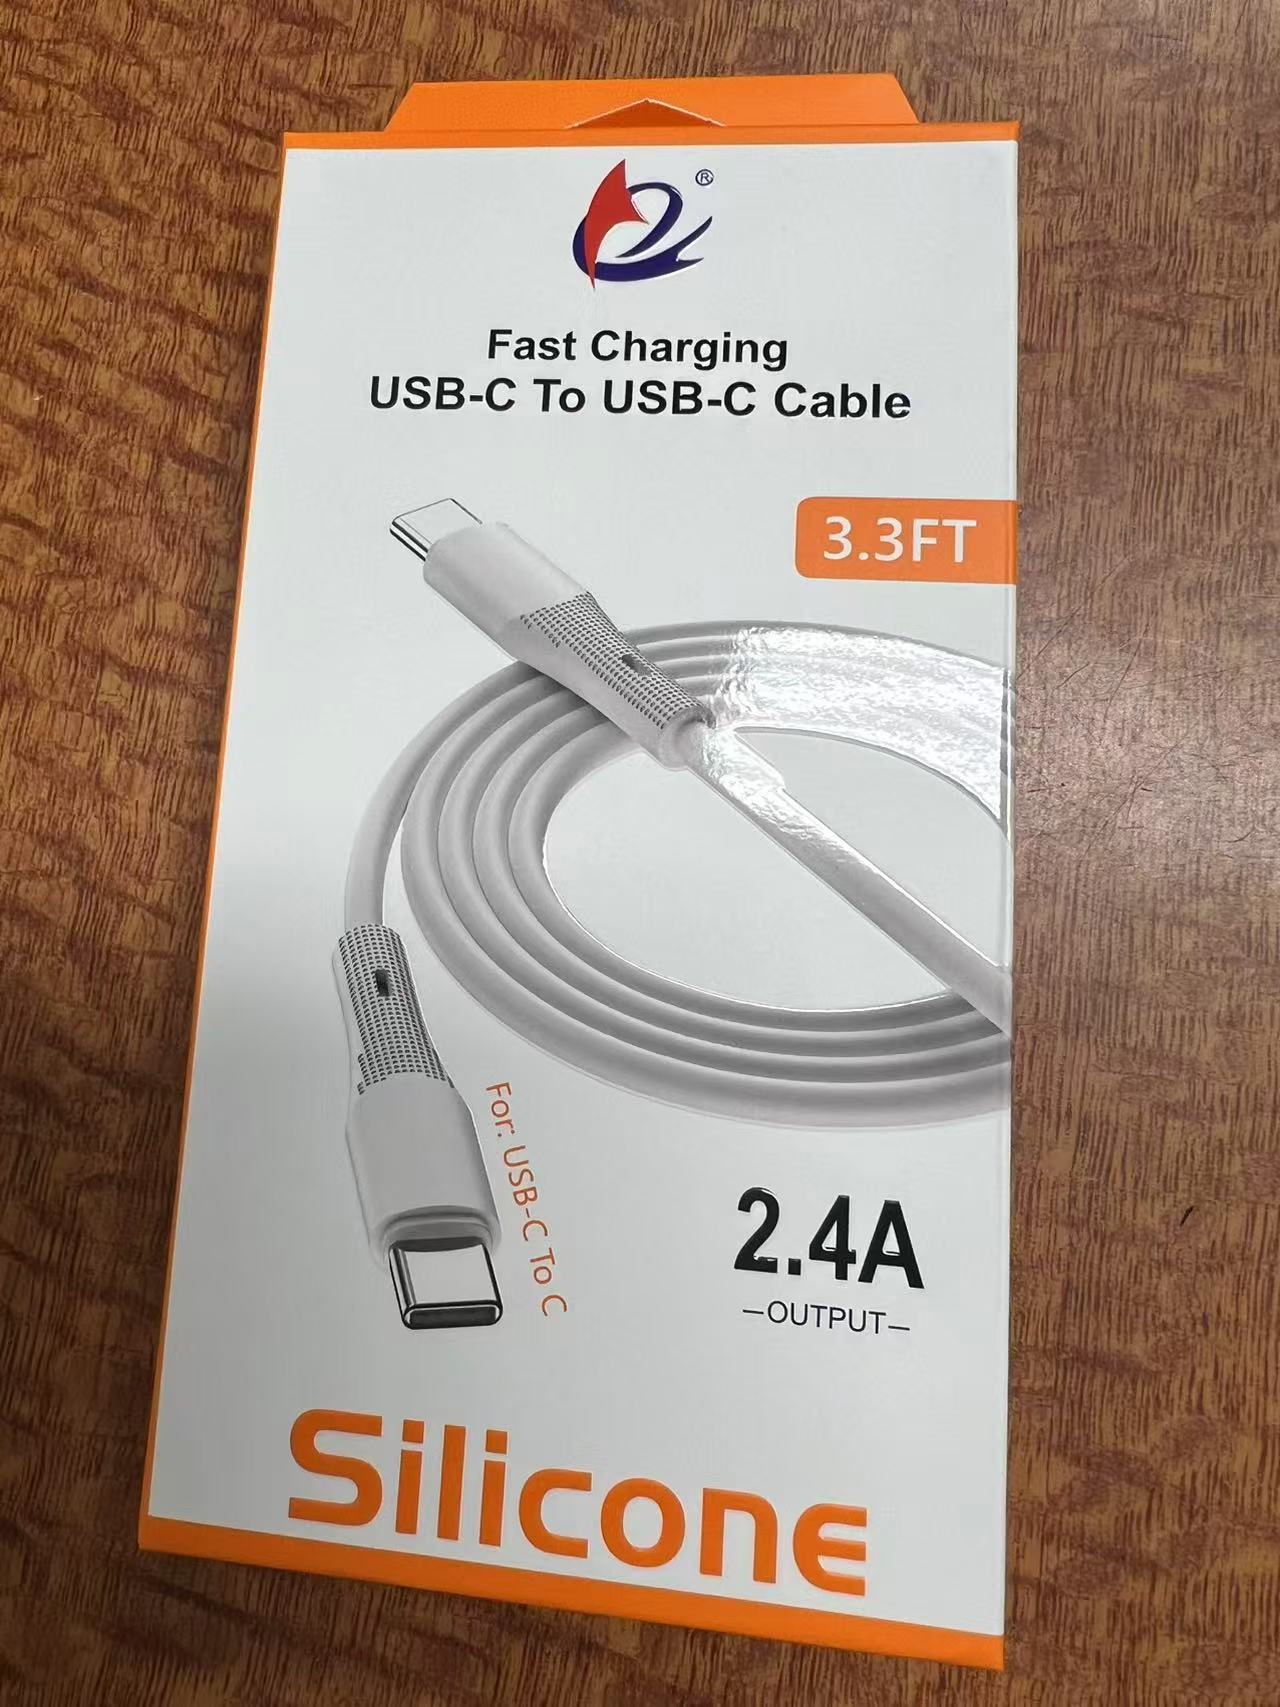 ®
Fast Charging
USB-C To USB-C Cable
3.3FT
For: USB-C To C
2.4A
—OUTPUT—
Silicone